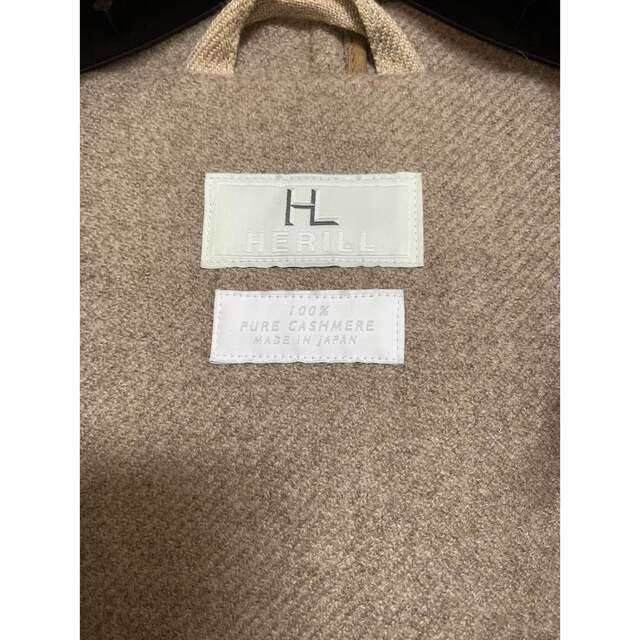 HL
HERILL
100%
PURE CASHMERE
MADE IN JAPAN